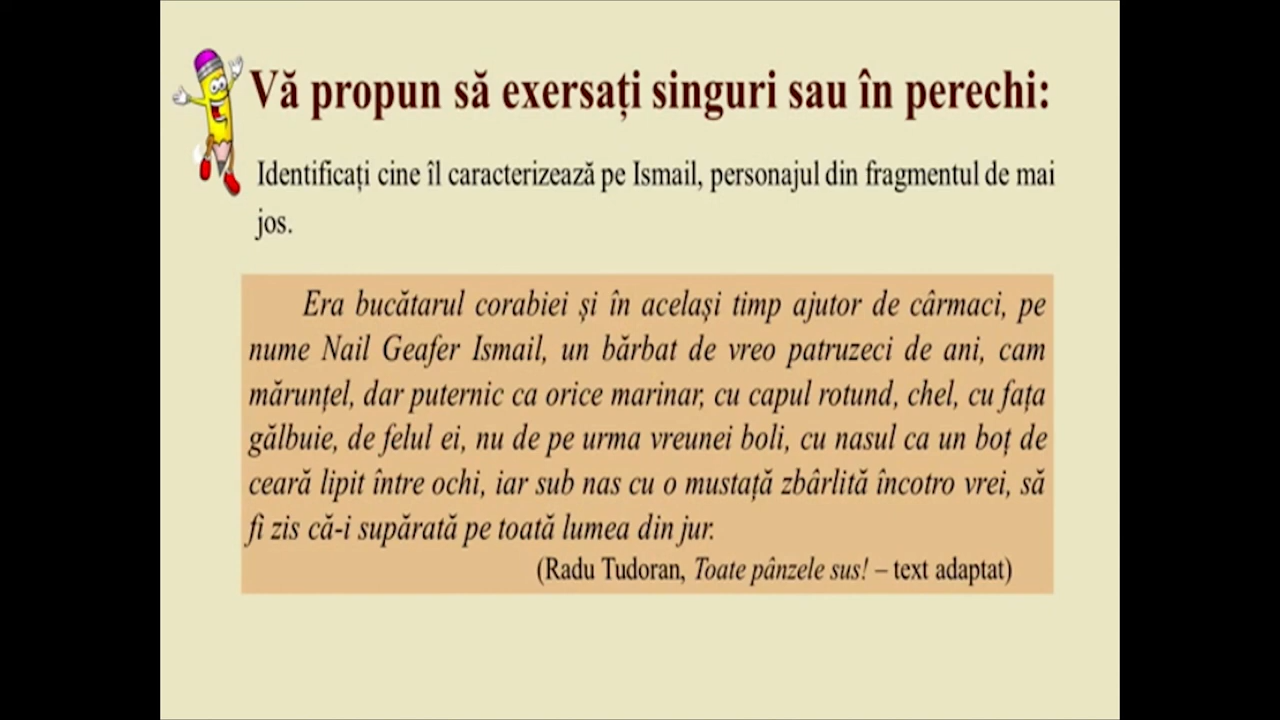 Vă propun să exersați singuri sau în perechi:
Identificați cine îl caracterizează pe Ismail, personajul din fragmentul de mai
jos.
Era bucătarul corabiei și în același timp ajutor de cârmaci, pe
nume Nail Geafer Ismail, un bărbat de vreo patruzeci de ani, cam
mărunțel, dar puternic ca orice marinar, cu capul rotund, chel, cu fața
gălbuie, de felul ei, nu de pe urma vreunei boli, cu nasul ca un boț de
ceară lipit între ochi, iar sub nas cu o mustață zbârlită încotro vrei, să
fi zis că-i supărată pe toată lumea din jur.
(Radu Tudoran, Toate pânzele sus! – text adaptat)